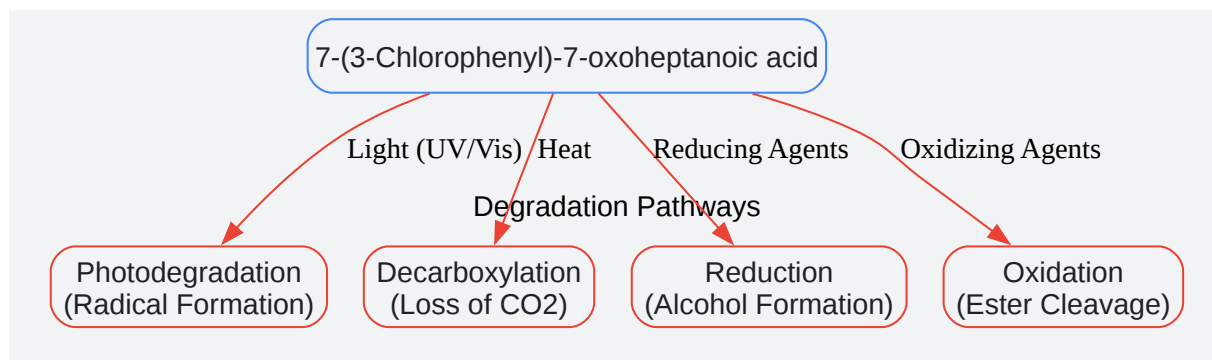 7-(3-Chlorophenyl)-7-oxoheptanoic acid
Light (UV/Vis)
Heat
Reducing Agents
Oxidizing Agents
Degradation Pathways
Photodegradation
(Radical Formation)
Decarboxylation
(Loss of CO2)
Reduction
(Alcohol Formation)
Oxidation
(Ester Cleavage)